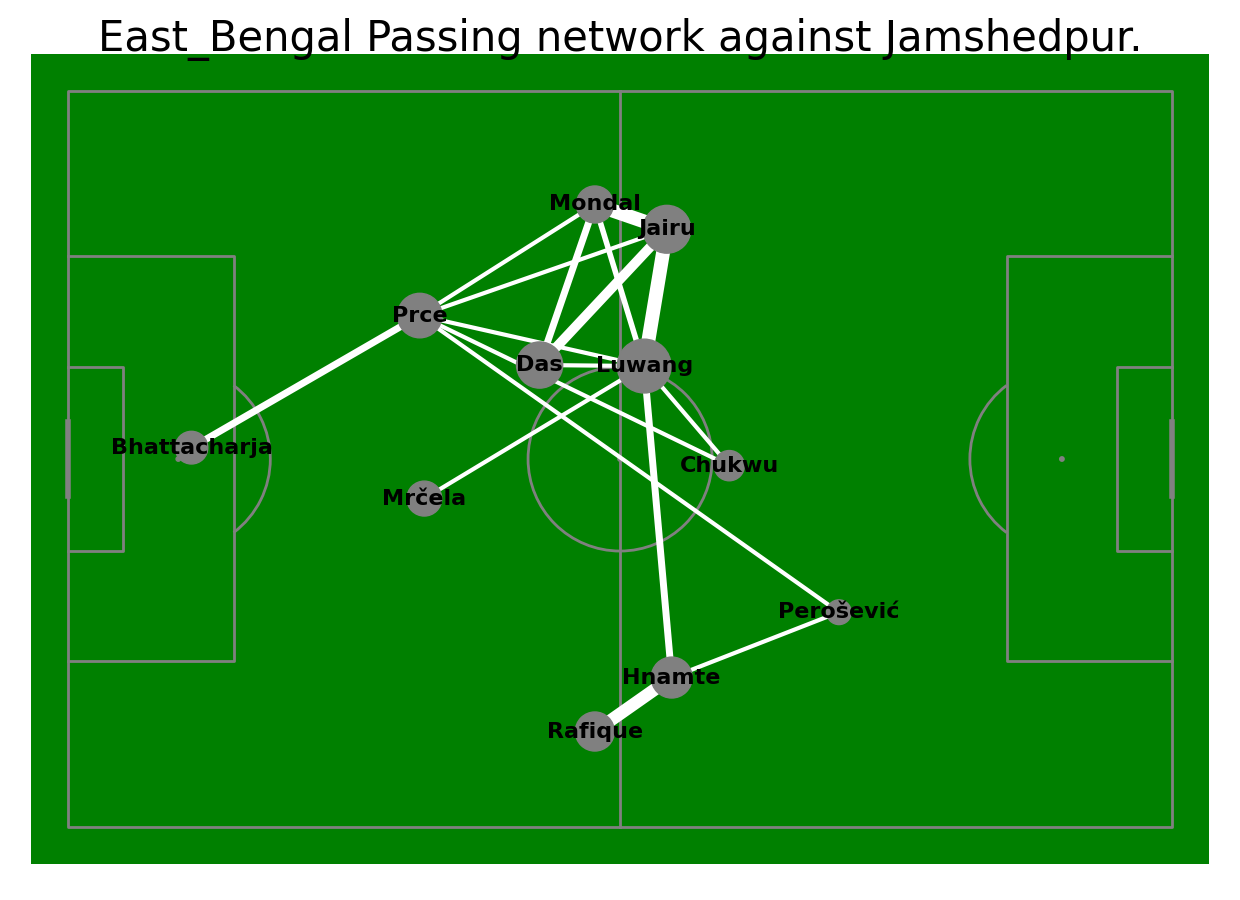 East_Bengal Passing network against Jamshedpur.
Mondal
Jairu
Prce
Das
Luwang
Bhattacharja
Chukwu
Mrčela
Perošević
Hnamte
Rafique